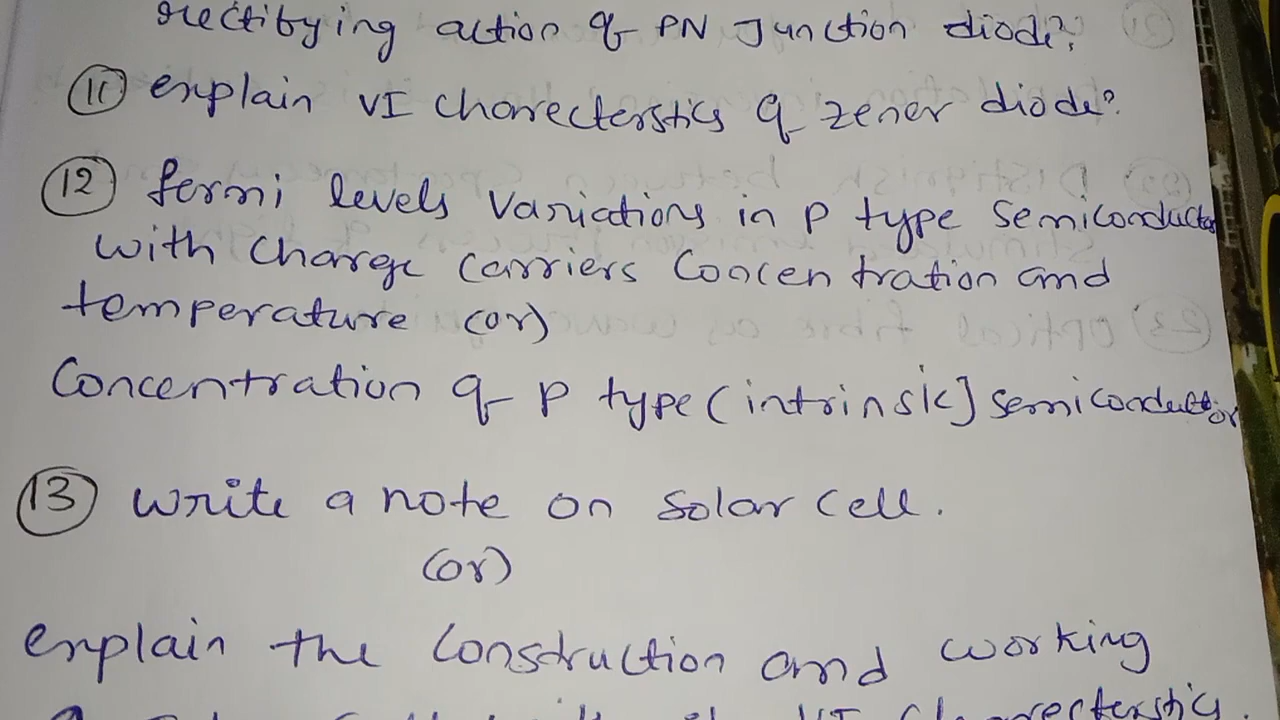 rectifying action of PN Junction diode?
(11) explain VI charecterstics of zener diode?
(12) fermi levels variations in p type semiconductor
with charge carriers concentration and
temperature (or)
Concentration of p type (intrinsic] semiconductor
(13) write a note on solar cell.
(or)
explain the construction and working
VI charecterstics.